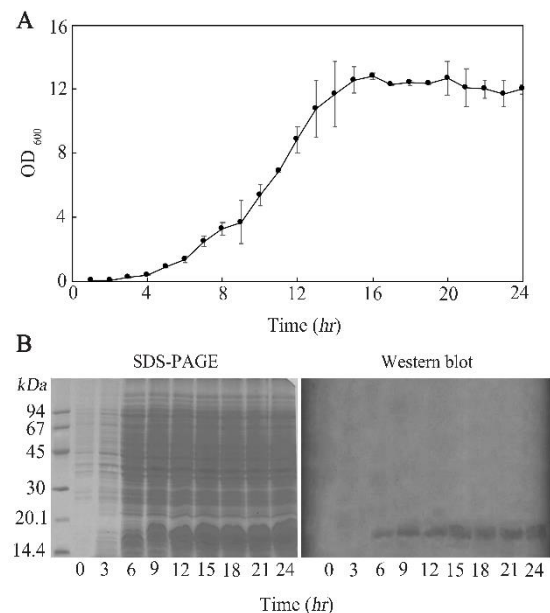 A
16
12
8
4
0
OD 600
0 4 8 12 16 20 24
Time (hr)
B
SDS-PAGE Western blot
kDa
94
67
45
30
20.1
14.4
0 3 6 9 12 15 18 21 24 0 3 6 9 12 15 18 21 24
Time (hr)